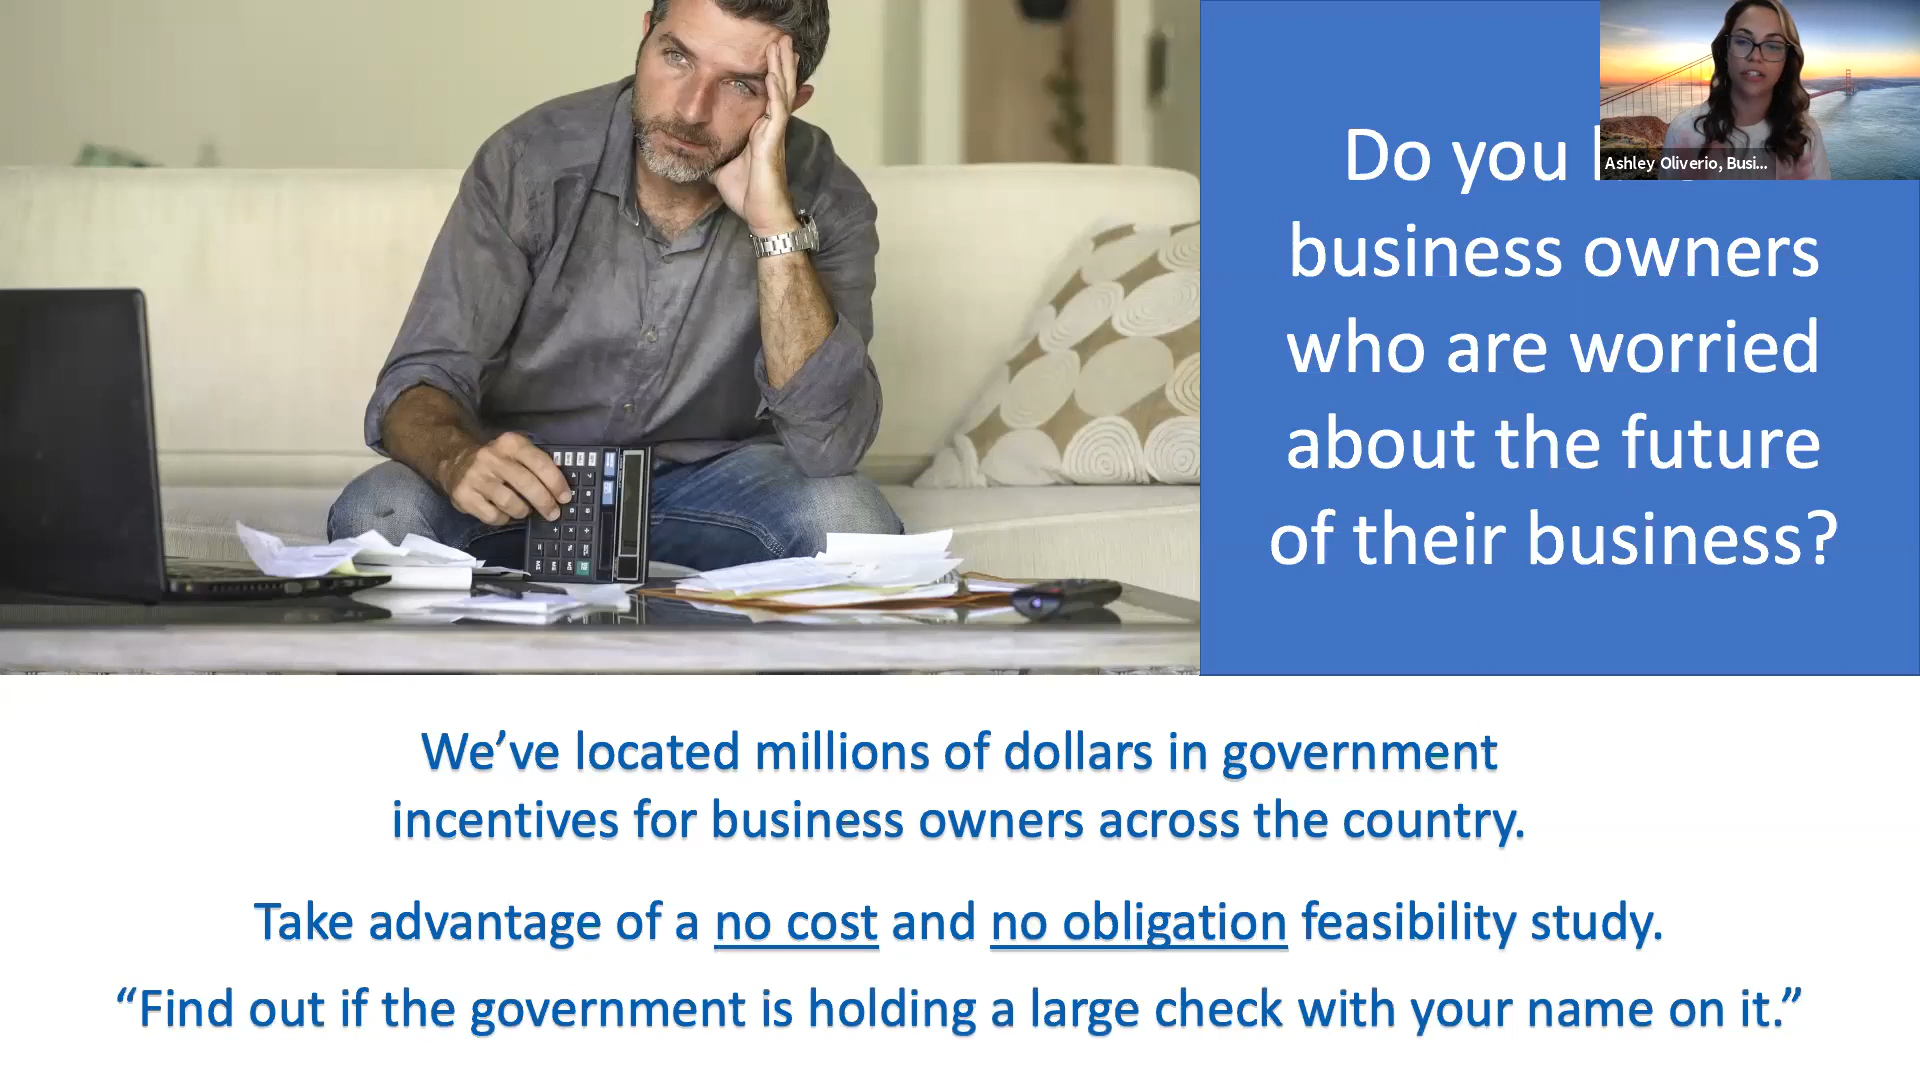 Do you
business owners
who are worried
about the future
of their business?
Ashley Oliverio, Busi...
We’ve located millions of dollars in government
incentives for business owners across the country.
Take advantage of a no cost and no obligation feasibility study.
“Find out if the government is holding a large check with your name on it.”